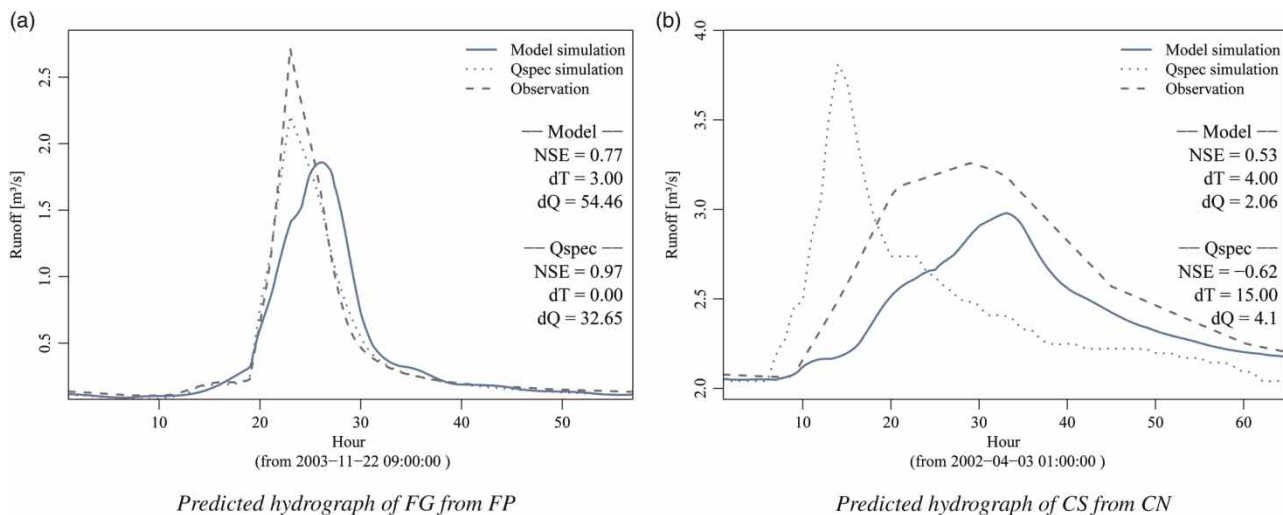 (a)
Runoff [m³/s]
2.5
2.0
1.5
1.0
0.5
Model simulation
Qspec simulation
Observation
— Model —
NSE = 0.77
dT = 3.00
dQ = 54.46
— Qspec —
NSE = 0.97
dT = 0.00
dQ = 32.65
10 20 30 40 50
Hour
(from 2003−11−22 09:00:00 )
Predicted hydrograph of FG from FP
(b)
Runoff [m³/s]
4.0
3.5
3.0
2.5
2.0
Model simulation
Qspec simulation
Observation
— Model —
NSE = 0.53
dT = 4.00
dQ = 2.06
— Qspec —
NSE = −0.62
dT = 15.00
dQ = 4.1
10 20 30 40 50 60
Hour
(from 2002−04−03 01:00:00 )
Predicted hydrograph of CS from CN